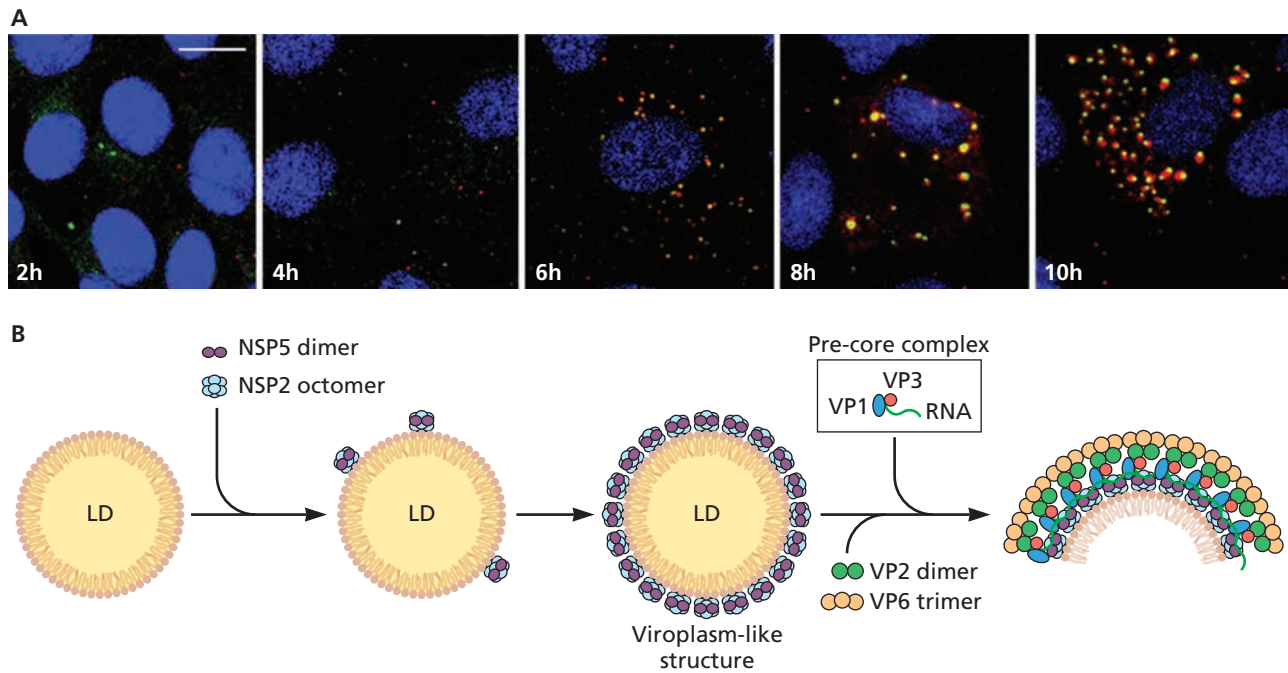 A
2h
4h
6h
8h
10h
B
NSP5 dimer
NSP2 octomer
Pre-core complex
VP3
VP1
RNA
LD
LD
LD
VP2 dimer
VP6 trimer
Viroplasm-like
structure